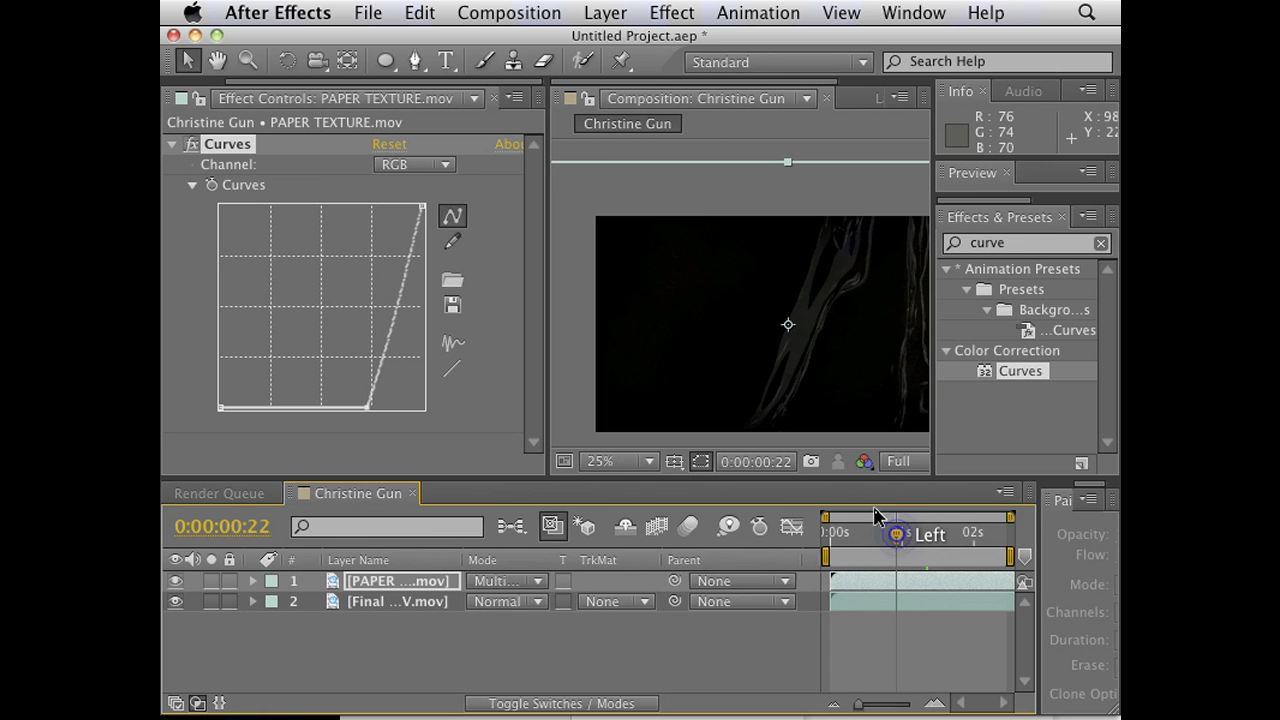 After Effects File Edit Composition Layer Effect Animation View Window Help
Untitled Project.aep *
Standard Search Help
Effect Controls: PAPER TEXTURE.mov × Composition: Christine Gun × L Info × Audio
Christine Gun • PAPER TEXTURE.mov
Christine Gun
R : 76 X : 98
G : 74 Y : 22
B : 70
fx Curves Reset Abou
Channel: RGB
Curves
Preview ×
Effects & Presets ×
curve
* Animation Presets
Presets
Backgro...s
...Curves
Color Correction
32 Curves
25% 0:00:00:22 Full
Render Queue Christine Gun × Pai
0:00:00:22
:00s s 02s
Left
# Layer Name Mode T TrkMat Parent
1 [PAPER ....mov] Multi... None
2 [Final ...V.mov] Normal None None
Toggle Switches / Modes
Opacity:
Flow:
Mode:
Channels:
Duration:
Erase:
Clone Opti